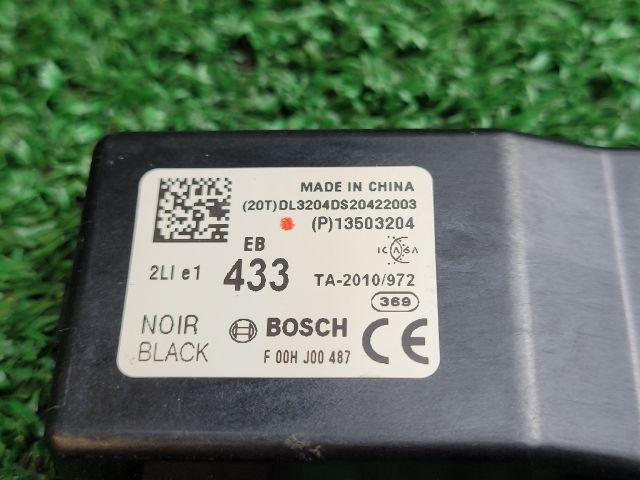 MADE IN CHINA
(20T)DL3204DS20422003
(P)13503204
EB
ICASA
2LI e1
433
TA-2010/972
369
NOIR
BLACK
BOSCH
F 00H J00 487
CE